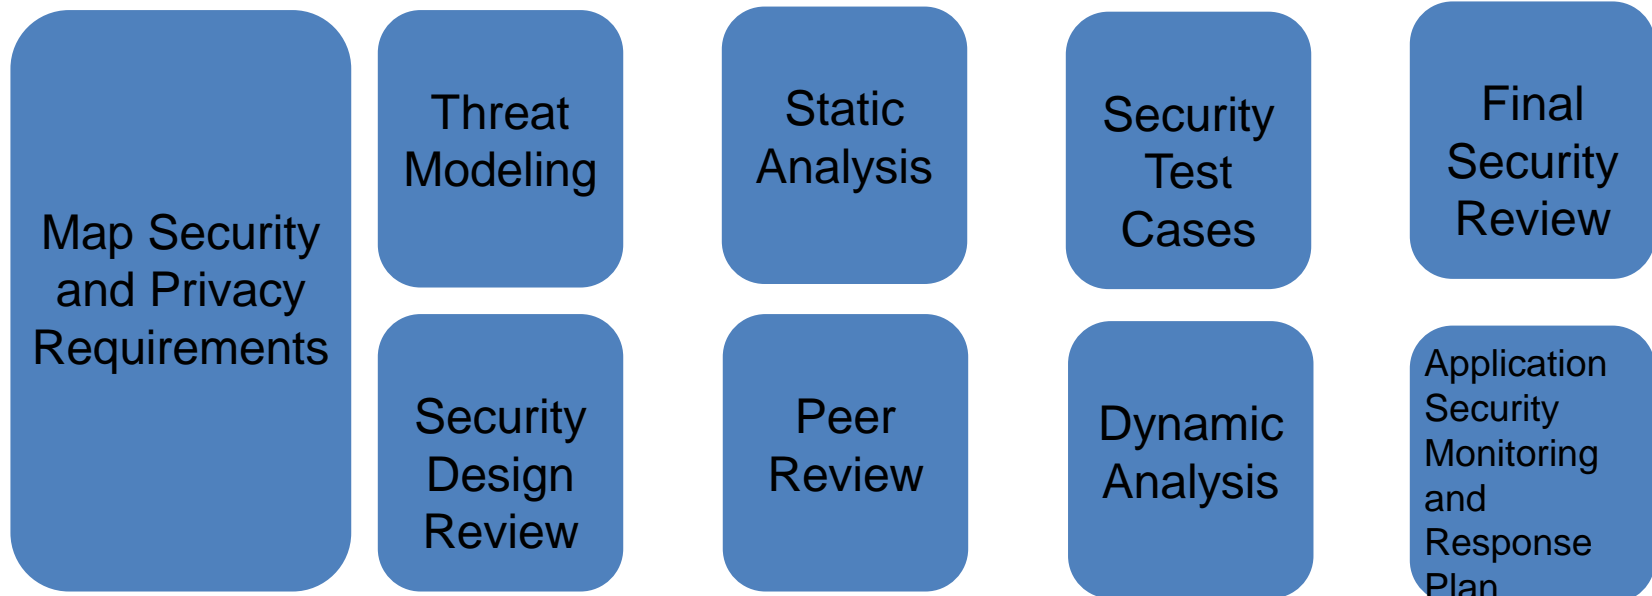 Map Security
and Privacy
Requirements
Threat
Modeling
Security
Design
Review
Static
Analysis
Peer
Review
Security
Test
Cases
Dynamic
Analysis
Final
Security
Review
Application
Security
Monitoring
and
Response
Plan